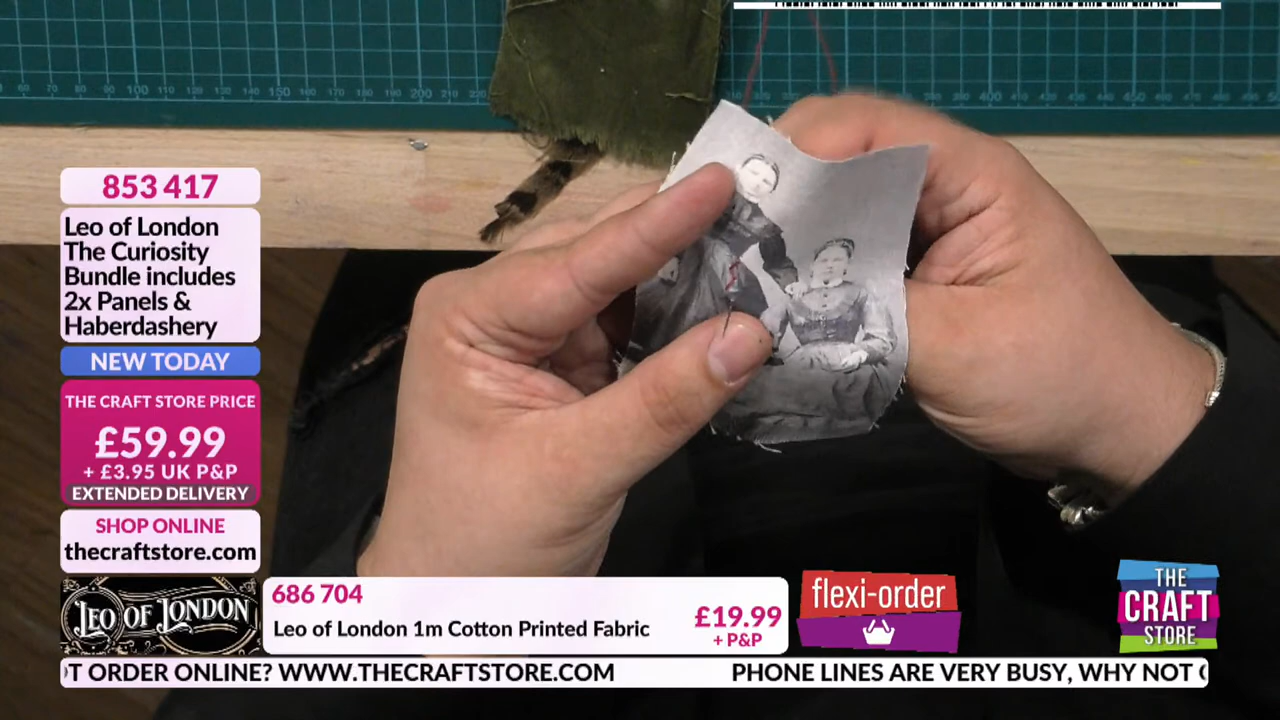 853 417
Leo of London
The Curiosity
Bundle includes
2x Panels &
Haberdashery
NEW TODAY
THE CRAFT STORE PRICE
£59.99
+ £3.95 UK P&P
EXTENDED DELIVERY
SHOP ONLINE
thecraftstore.com
LEO OF LONDON
686 704
Leo of London 1m Cotton Printed Fabric
£19.99
+ P&P
flexi-order
THE
CRAFT
STORE
T ORDER ONLINE? WWW.THECRAFTSTORE.COM PHONE LINES ARE VERY BUSY, WHY NOT